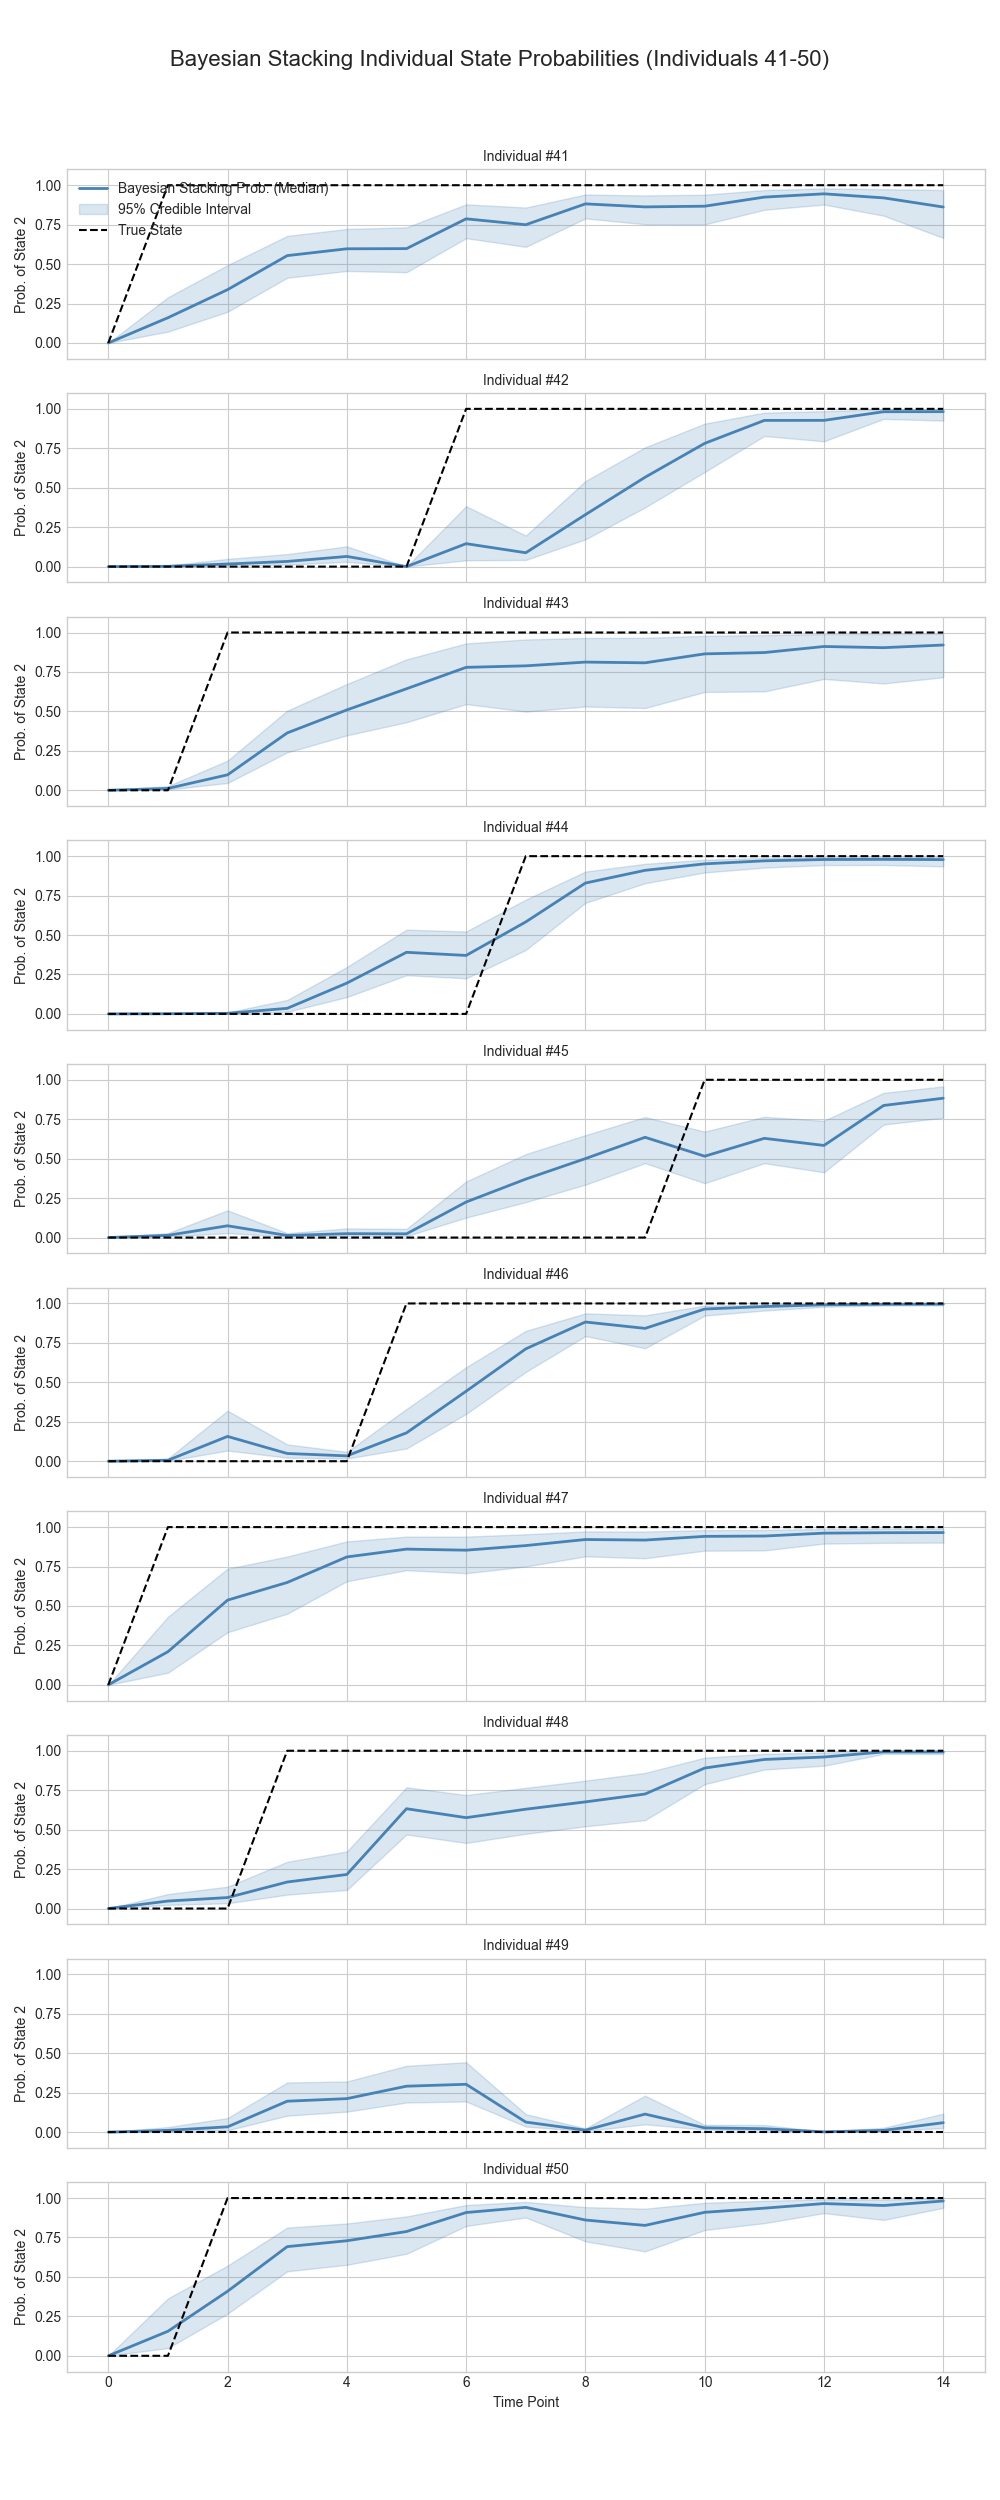 Bayesian Stacking Individual State Probabilities (Individuals 41-50)
Individual #41
Bayesian Stacking Prob. (Median)
95% Credible Interval
True State
Prob. of State 2
1.00
0.75
0.50
0.25
0.00
Individual #42
Prob. of State 2
1.00
0.75
0.50
0.25
0.00
Individual #43
Prob. of State 2
1.00
0.75
0.50
0.25
0.00
Individual #44
Prob. of State 2
1.00
0.75
0.50
0.25
0.00
Individual #45
Prob. of State 2
1.00
0.75
0.50
0.25
0.00
Individual #46
Prob. of State 2
1.00
0.75
0.50
0.25
0.00
Individual #47
Prob. of State 2
1.00
0.75
0.50
0.25
0.00
Individual #48
Prob. of State 2
1.00
0.75
0.50
0.25
0.00
Individual #49
Prob. of State 2
1.00
0.75
0.50
0.25
0.00
Individual #50
Prob. of State 2
1.00
0.75
0.50
0.25
0.00
0 2 4 6 8 10 12 14
Time Point